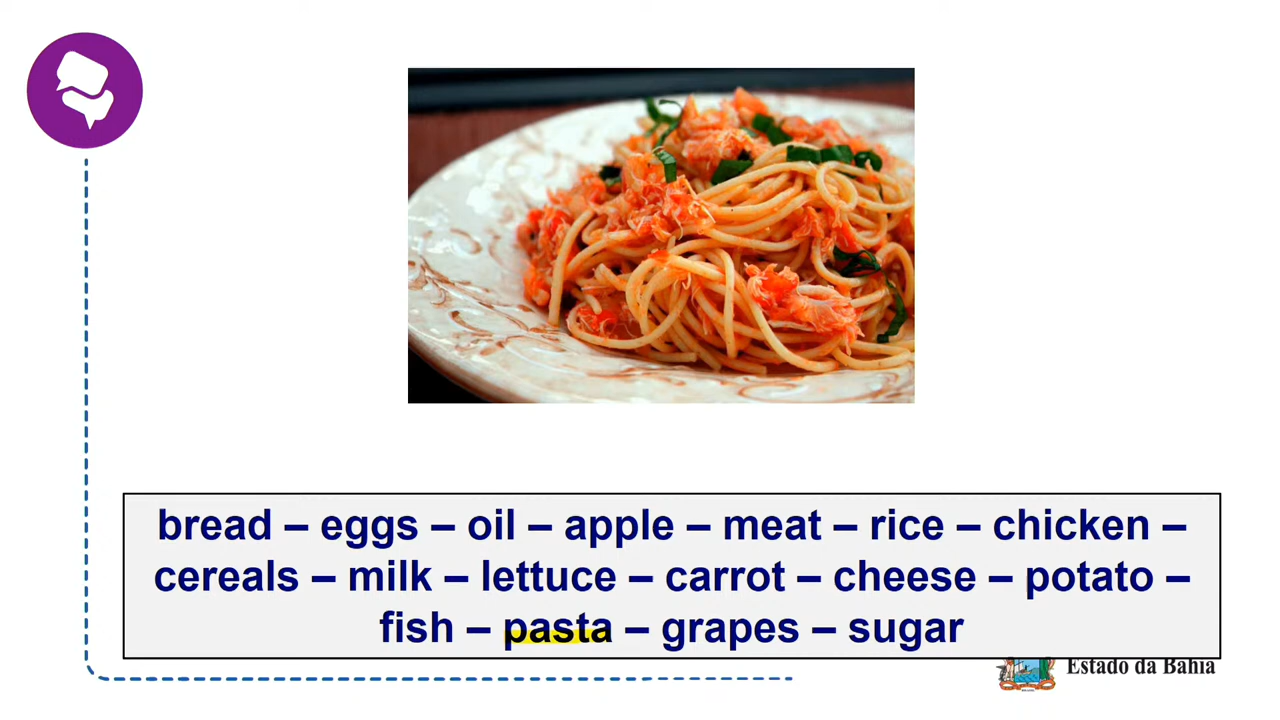 bread – eggs – oil – apple – meat – rice – chicken –
cereals – milk – lettuce – carrot – cheese – potato –
fish – pasta – grapes – sugar
Estado da Bahia